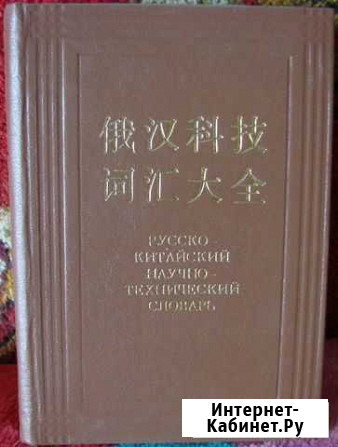 俄汉科技
词汇大全
РУССКО-
КИТАЙСКИЙ
НАУЧНО-
ТЕХНИЧЕСКИЙ
СЛОВАРЬ
Интернет-
Кабинет.Ру